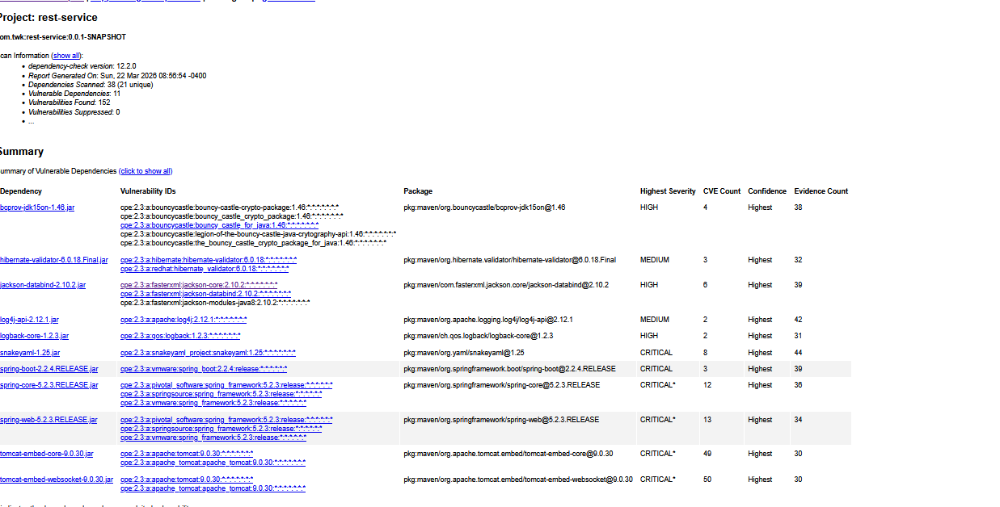 Project: rest-service
om.twk:rest-service:0.0.1-SNAPSHOT
can Information (show all):
• dependency-check version: 12.2.0
• Report Generated On: Sun, 22 Mar 2026 08:56:54 -0400
• Dependencies Scanned: 38 (21 unique)
• Vulnerable Dependencies: 11
• Vulnerabilities Found: 152
• Vulnerabilities Suppressed: 0
• ...
Summary
ummary of Vulnerable Dependencies (click to show all)
Dependency Vulnerability IDs Package Highest Severity CVE Count Confidence Evidence Count
bcprov-jdk15on-1.46.jar cpe:2.3:a:bouncycastle:bouncy-castle-crypto-package:1.46:*:*:*:*:*:*:* pkg:maven/org.bouncycastle/bcprov-jdk15on@1.46 HIGH 4 Highest 38
cpe:2.3:a:bouncycastle:bouncy_castle_crypto_package:1.46:*:*:*:*:*:*:*
cpe:2.3:a:bouncycastle:bouncy_castle_for_java:1.46:*:*:*:*:*:*:*
cpe:2.3:a:bouncycastle:legion-of-the-bouncy-castle-java-crytography-api:1.46:*:*:*:*:*:*:*
cpe:2.3:a:bouncycastle:the_bouncy_castle_crypto_package_for_java:1.46:*:*:*:*:*:*:*
hibernate-validator-6.0.18.Final.jar cpe:2.3:a:hibernate:hibernate-validator:6.0.18:*:*:*:*:*:*:* pkg:maven/org.hibernate.validator/hibernate-validator@6.0.18.Final MEDIUM 3 Highest 32
cpe:2.3:a:redhat:hibernate_validator:6.0.18:*:*:*:*:*:*:*
jackson-databind-2.10.2.jar cpe:2.3:a:fasterxml:jackson-core:2.10.2:*:*:*:*:*:*:* pkg:maven/com.fasterxml.jackson.core/jackson-databind@2.10.2 HIGH 6 Highest 39
cpe:2.3:a:fasterxml:jackson-databind:2.10.2:*:*:*:*:*:*:*
cpe:2.3:a:fasterxml:jackson-modules-java8:2.10.2:*:*:*:*:*:*:*
log4j-api-2.12.1.jar cpe:2.3:a:apache:log4j:2.12.1:*:*:*:*:*:*:* pkg:maven/org.apache.logging.log4j/log4j-api@2.12.1 MEDIUM 2 Highest 42
logback-core-1.2.3.jar cpe:2.3:a:qos:logback:1.2.3:*:*:*:*:*:*:* pkg:maven/ch.qos.logback/logback-core@1.2.3 HIGH 2 Highest 31
snakeyaml-1.25.jar cpe:2.3:a:snakeyaml_project:snakeyaml:1.25:*:*:*:*:*:*:* pkg:maven/org.yaml/snakeyaml@1.25 CRITICAL 8 Highest 44
spring-boot-2.2.4.RELEASE.jar cpe:2.3:a:vmware:spring_boot:2.2.4:release:*:*:*:*:*:* pkg:maven/org.springframework.boot/spring-boot@2.2.4.RELEASE CRITICAL 3 Highest 39
spring-core-5.2.3.RELEASE.jar cpe:2.3:a:pivotal_software:spring_framework:5.2.3:release:*:*:*:*:*:* pkg:maven/org.springframework/spring-core@5.2.3.RELEASE CRITICAL* 12 Highest 36
cpe:2.3:a:springsource:spring_framework:5.2.3:release:*:*:*:*:*:*
cpe:2.3:a:vmware:spring_framework:5.2.3:release:*:*:*:*:*:*
spring-web-5.2.3.RELEASE.jar cpe:2.3:a:pivotal_software:spring_framework:5.2.3:release:*:*:*:*:*:* pkg:maven/org.springframework/spring-web@5.2.3.RELEASE CRITICAL* 13 Highest 34
cpe:2.3:a:springsource:spring_framework:5.2.3:release:*:*:*:*:*:*
cpe:2.3:a:vmware:spring_framework:5.2.3:release:*:*:*:*:*:*
tomcat-embed-core-9.0.30.jar cpe:2.3:a:apache:tomcat:9.0.30:*:*:*:*:*:*:* pkg:maven/org.apache.tomcat.embed/tomcat-embed-core@9.0.30 CRITICAL* 49 Highest 30
cpe:2.3:a:apache_tomcat:apache_tomcat:9.0.30:*:*:*:*:*:*:*
tomcat-embed-websocket-9.0.30.jar cpe:2.3:a:apache:tomcat:9.0.30:*:*:*:*:*:*:* pkg:maven/org.apache.tomcat.embed/tomcat-embed-websocket@9.0.30 CRITICAL* 50 Highest 30
cpe:2.3:a:apache_tomcat:apache_tomcat:9.0.30:*:*:*:*:*:*:*